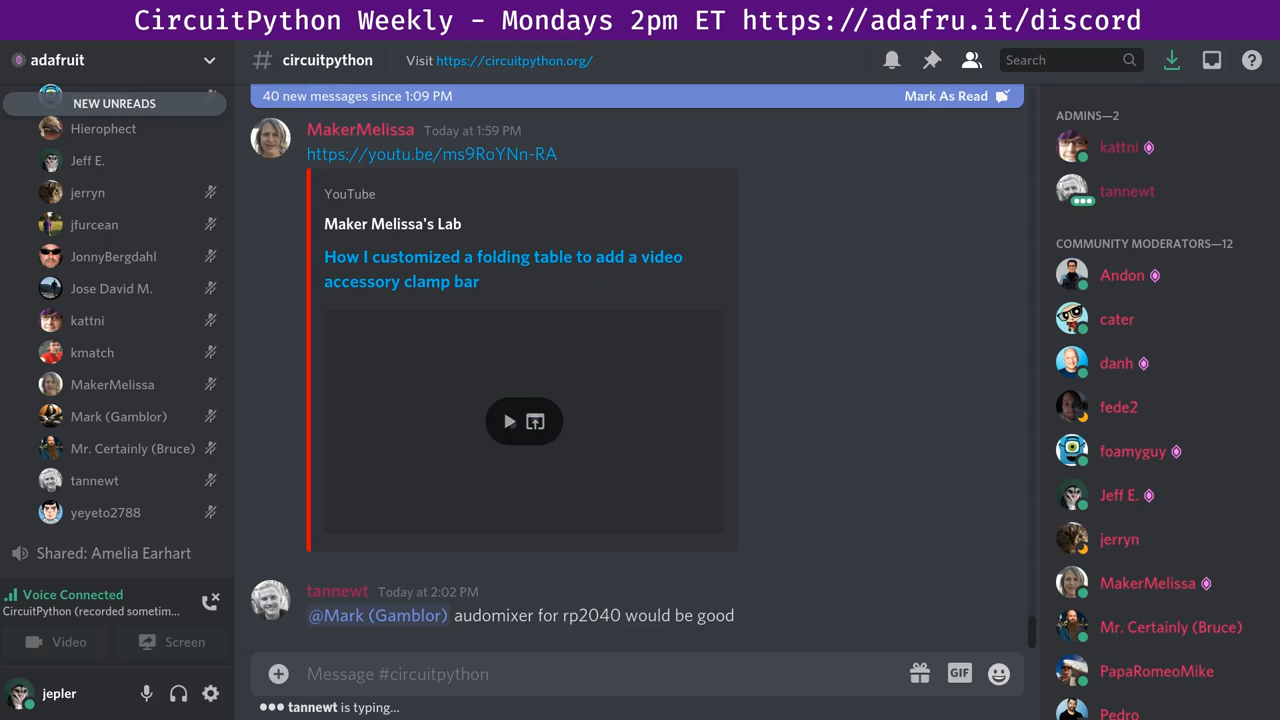 CircuitPython Weekly - Mondays 2pm ET https://adafru.it/discord
adafruit
NEW UNREADS
Hierophect
Jeff E.
jerryn
jfurcean
JonnyBergdahl
Jose David M.
kattni
kmatch
MakerMelissa
Mark (Gamblor)
Mr. Certainly (Bruce)
tannewt
yeyeto2788
Shared: Amelia Earhart
Voice Connected
CircuitPython (recorded sometim...
Video
Screen
jepler
# circuitpython
Visit https://circuitpython.org/
Search
40 new messages since 1:09 PM
Mark As Read
MakerMelissa Today at 1:59 PM
https://youtu.be/ms9RoYNn-RA
YouTube
Maker Melissa's Lab
How I customized a folding table to add a video
accessory clamp bar
tannewt Today at 2:02 PM
@Mark (Gamblor) audomixer for rp2040 would be good
Message #circuitpython
GIF
tannewt is typing...
ADMINS—2
kattni
tannewt
COMMUNITY MODERATORS—12
Andon
cater
danh
fede2
foamyguy
Jeff E.
jerryn
MakerMelissa
Mr. Certainly (Bruce)
PapaRomeoMike
Pedro